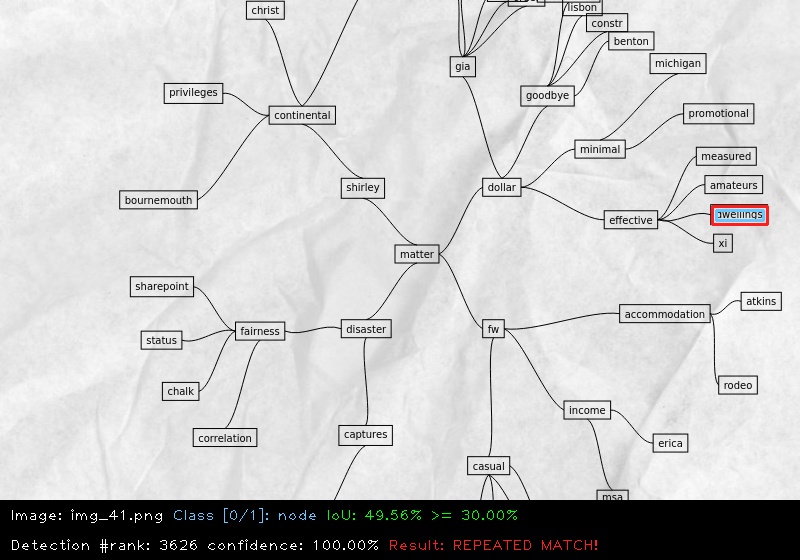 christ
lisbon
constr
benton
gia
michigan
privileges
goodbye
continental
promotional
minimal
measured
shirley
dollar
amateurs
bournemouth
effective
dwellings
xi
matter
sharepoint
atkins
accommodation
fairness
disaster
fw
status
rodeo
chalk
income
correlation
captures
erica
casual
msa
Image: img_41.png Class [0/1]: node IoU: 49.56% >= 30.00%
Detection #rank: 3626 confidence: 100.00% Result: REPEATED MATCH!